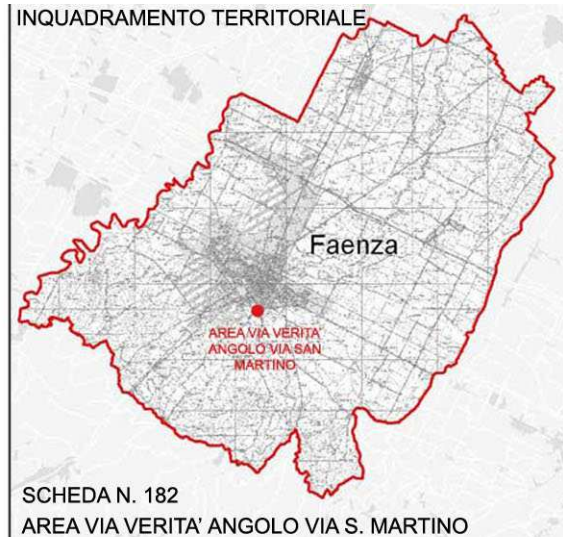 INQUADRAMENTO TERRITORIALE
Faenza
AREA VIA VERITA'
ANGOLO VIA SAN
MARTINO
SCHEDA N. 182
AREA VIA VERITA' ANGOLO VIA S. MARTINO